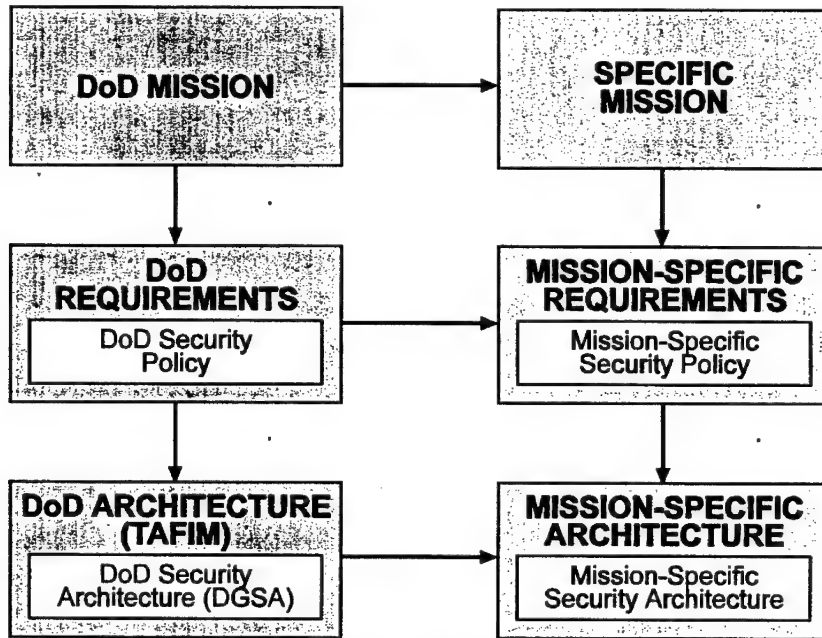 DoD MISSION
SPECIFIC
MISSION
DoD
REQUIREMENTS
DoD Security
Policy
MISSION-SPECIFIC
REQUIREMENTS
Mission-Specific
Security Policy
DoD ARCHITECTURE
(TAFIM)
DoD Security
Architecture (DGSA)
MISSION-SPECIFIC
ARCHITECTURE
Mission-Specific
Security Architecture